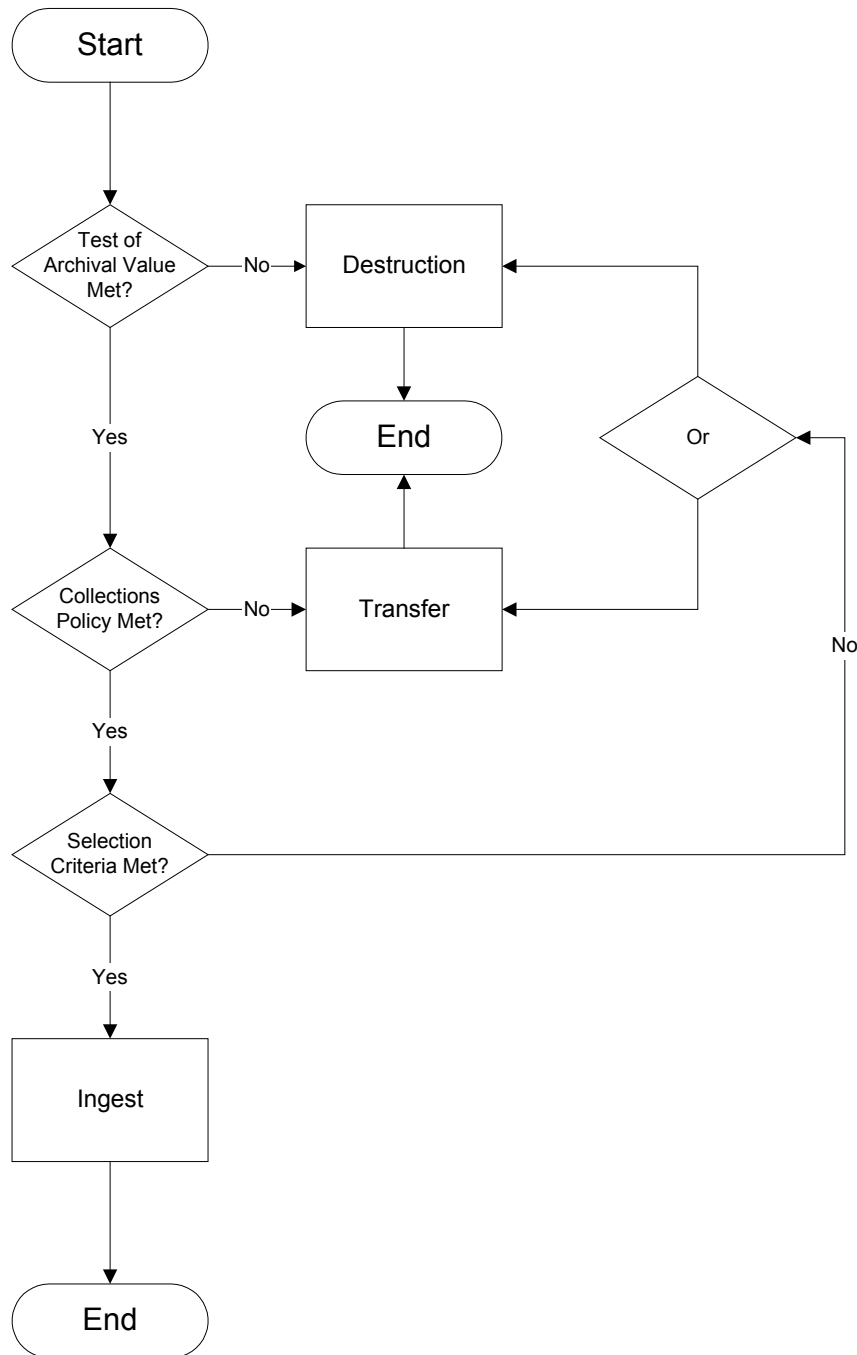 Start
Test of
Archival Value
Met?
No
Destruction
Yes
End
Or
Collections
Policy Met?
No
Transfer
No
Yes
Selection
Criteria Met?
Yes
Ingest
End